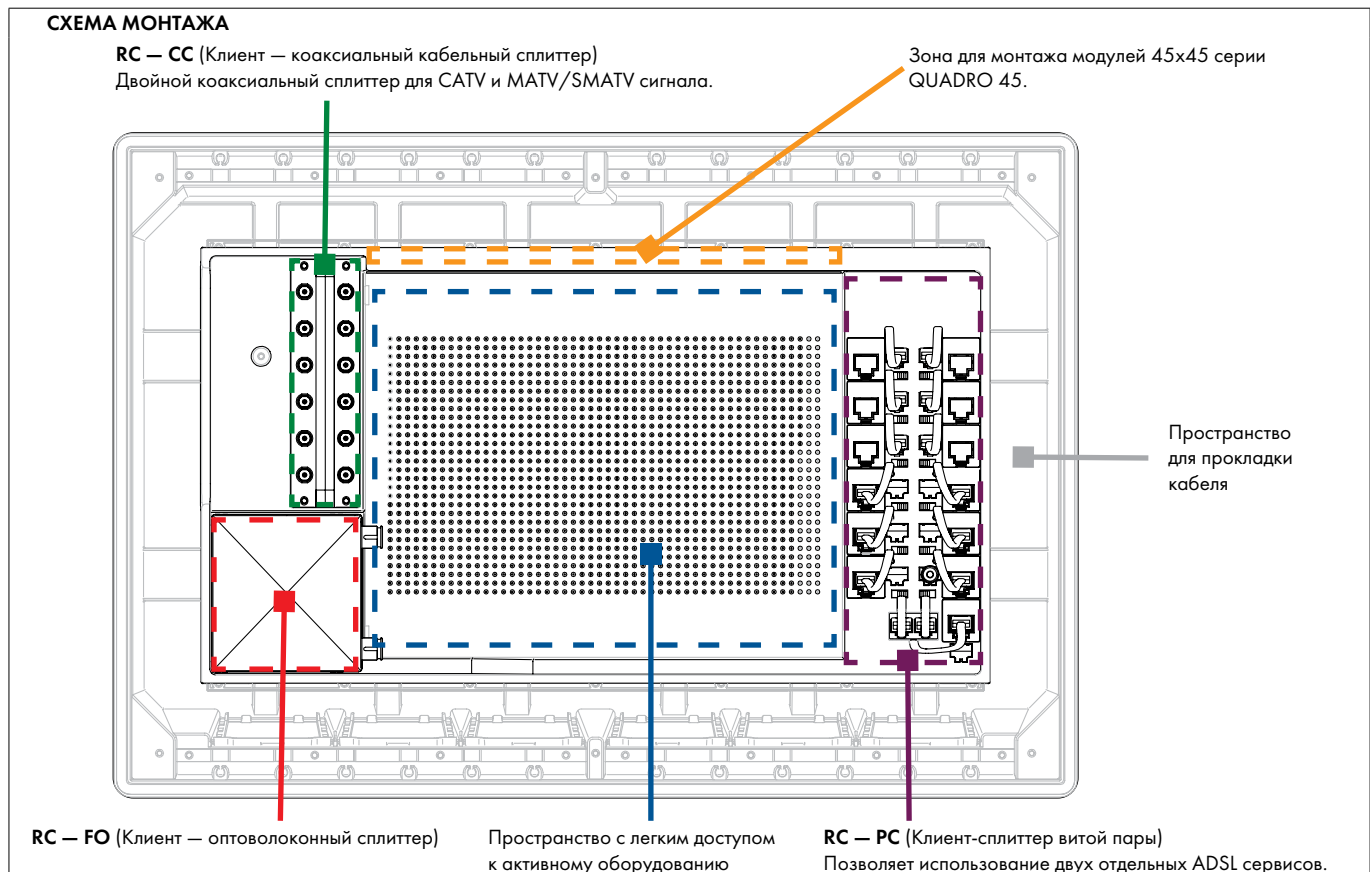 СХЕМА МОНТАЖА
RC — CC (Клиент — коаксиальный кабельный сплиттер)
Двойной коаксиальный сплиттер для CATV и MATV/SMATV сигнала.
Зона для монтажа модулей 45х45 серии
QUADRO 45.
Пространство
для прокладки
кабеля
RC — FO (Клиент — оптоволоконный сплиттер)
Пространство с легким доступом
к активному оборудованию
RC — PC (Клиент-сплиттер витой пары)
Позволяет использование двух отдельных ADSL сервисов.